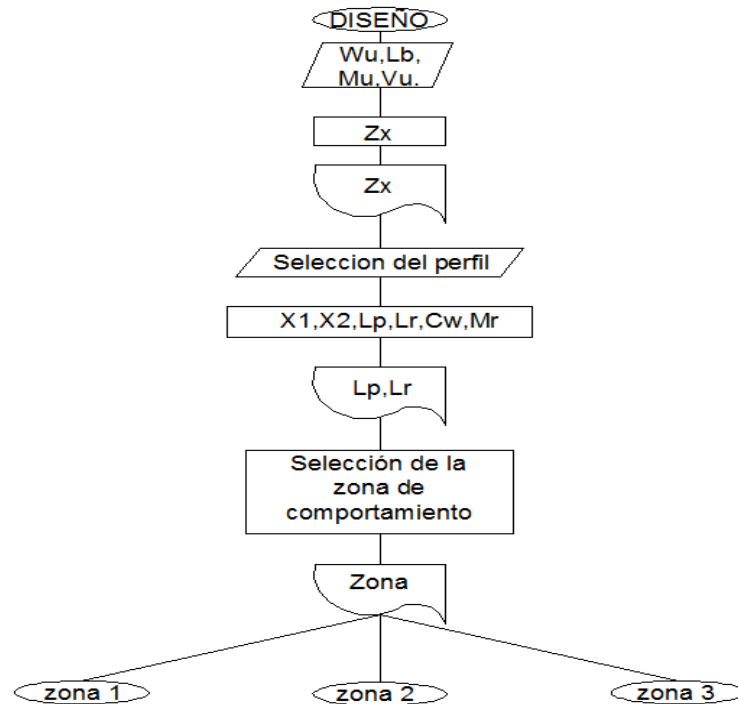 DISEÑO
Wu,Lb,
Mu,Vu.
Zx
Zx
Seleccion del perfil
X1,X2,Lp,Lr,Cw,Mr
Lp,Lr
Selección de la
zona de
comportamiento
Zona
zona 1
zona 2
zona 3